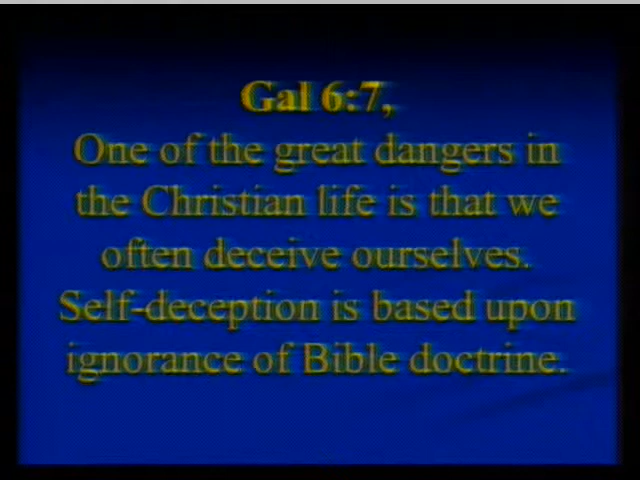 Gal 6:7,
One of the great dangers in
the Christian life is that we
often deceive ourselves.
Self-deception is based upon
ignorance of Bible doctrine.